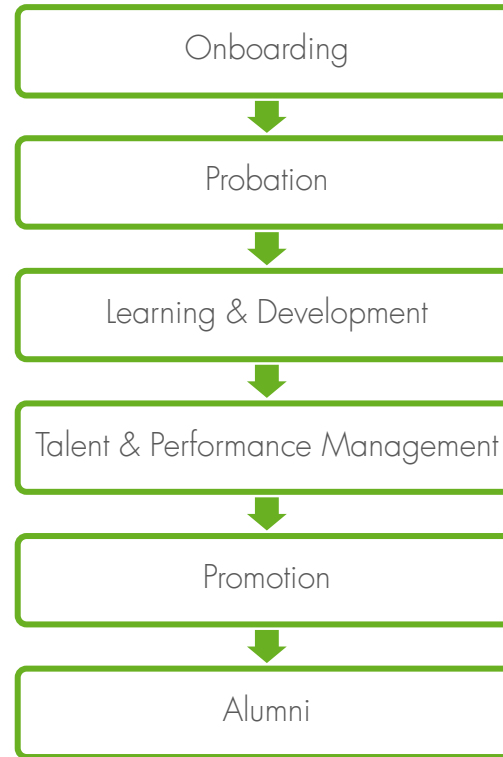 Onboarding
Probation
Learning & Development
Talent & Performance Management
Promotion
Alumni